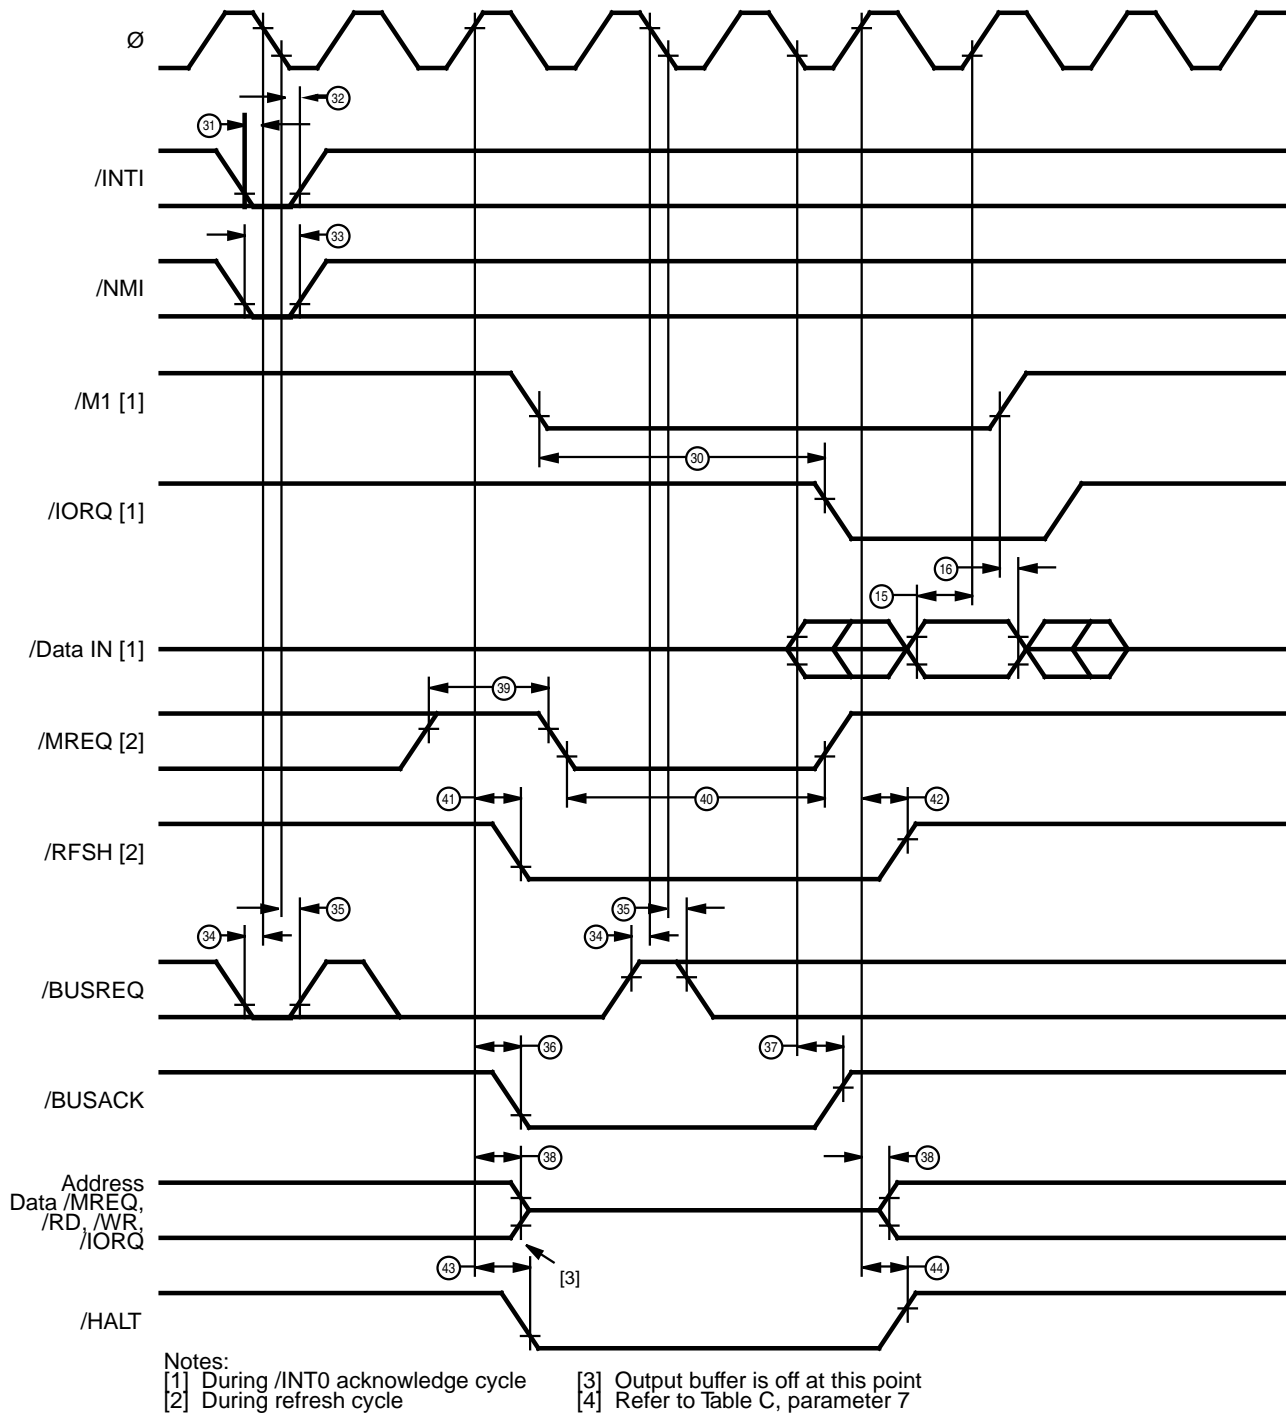 Ø
32
31
/INTI
33
/NMI
/M1 [1]
30
/IORQ [1]
16
15
/Data IN [1]
39
/MREQ [2]
41
40
42
/RFSH [2]
35
35
34
34
/BUSREQ
36
37
/BUSACK
38
38
Address
Data /MREQ,
/RD, /WR,
/IORQ
43
[3]
44
/HALT
Notes:
[1] During /INT0 acknowledge cycle
[2] During refresh cycle
[3] Output buffer is off at this point
[4] Refer to Table C, parameter 7